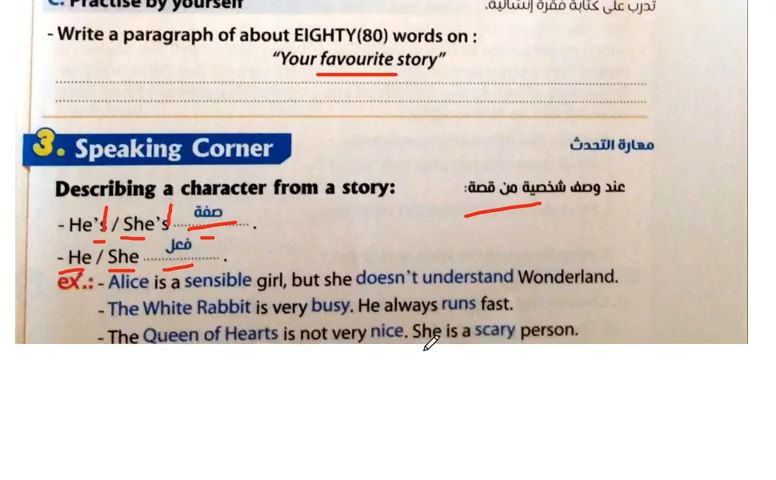 C. Practise by yourself تدرب على كتابة فقرة إنشائية.
- Write a paragraph of about EIGHTY(80) words on :
“Your favourite story”
3. Speaking Corner مهارة التحدث
Describing a character from a story: عند وصف شخصية من قصة:
- He's / She's ......صفة...... .
- He / She ......فعل...... .
ex.: - Alice is a sensible girl, but she doesn't understand Wonderland.
- The White Rabbit is very busy. He always runs fast.
- The Queen of Hearts is not very nice. She is a scary person.